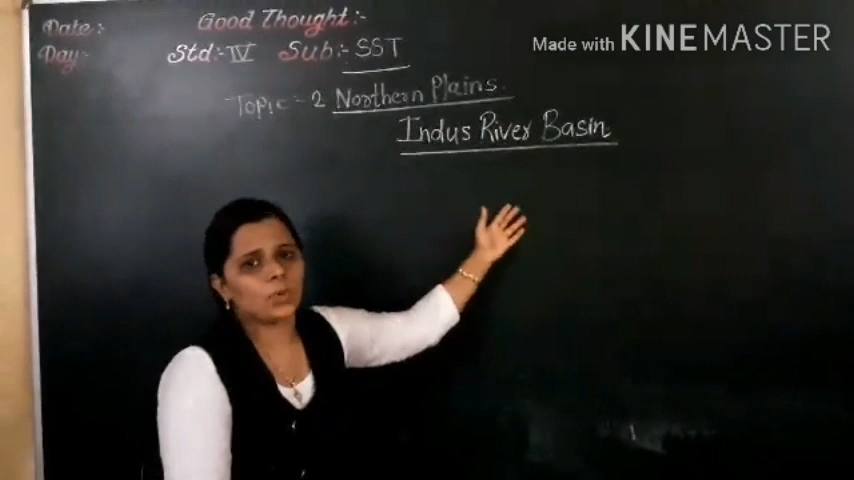 Date:
Good Thought:-
Day:-
Std:- IV Sub:- SST
Made with KINEMASTER
Topic = 2 Northern Plains.
Indus River Basin